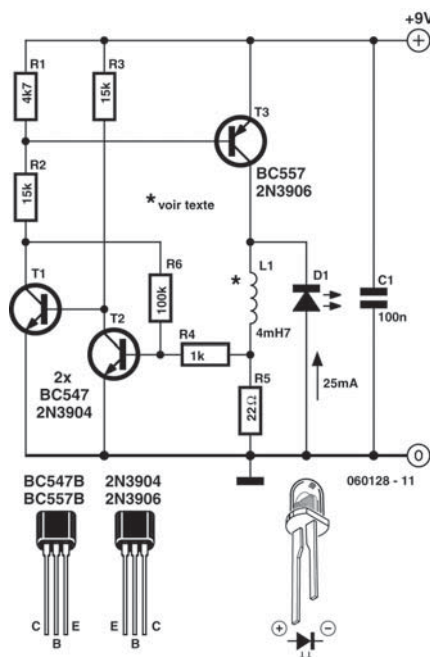 +9V
R1
4k7
R3
15k
T3
BC557
2N3906
R2
15k
* voir texte
T1
R6
100k
* L1
4mH7
D1
C1
100n
T2
R4
1k
25mA
2x
BC547
2N3904
R5
22Ω
0
060128 - 11
BC547B 2N3904
BC557B 2N3906
C B E
E B C
+ -